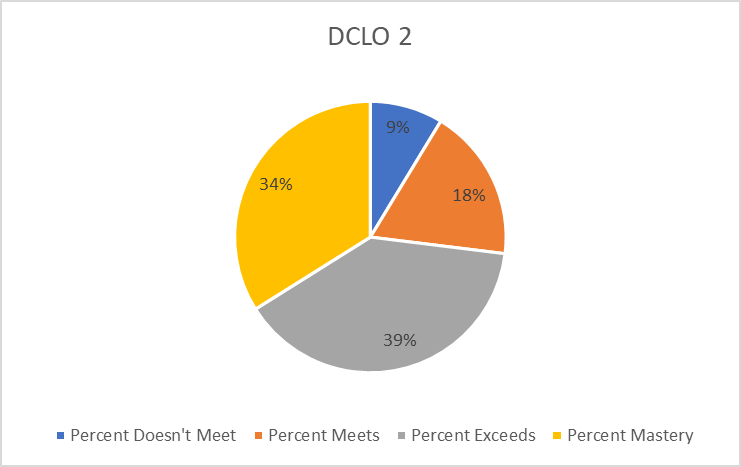 DCLO 2
9%
18%
39%
34%
Percent Doesn't Meet Percent Meets Percent Exceeds Percent Mastery